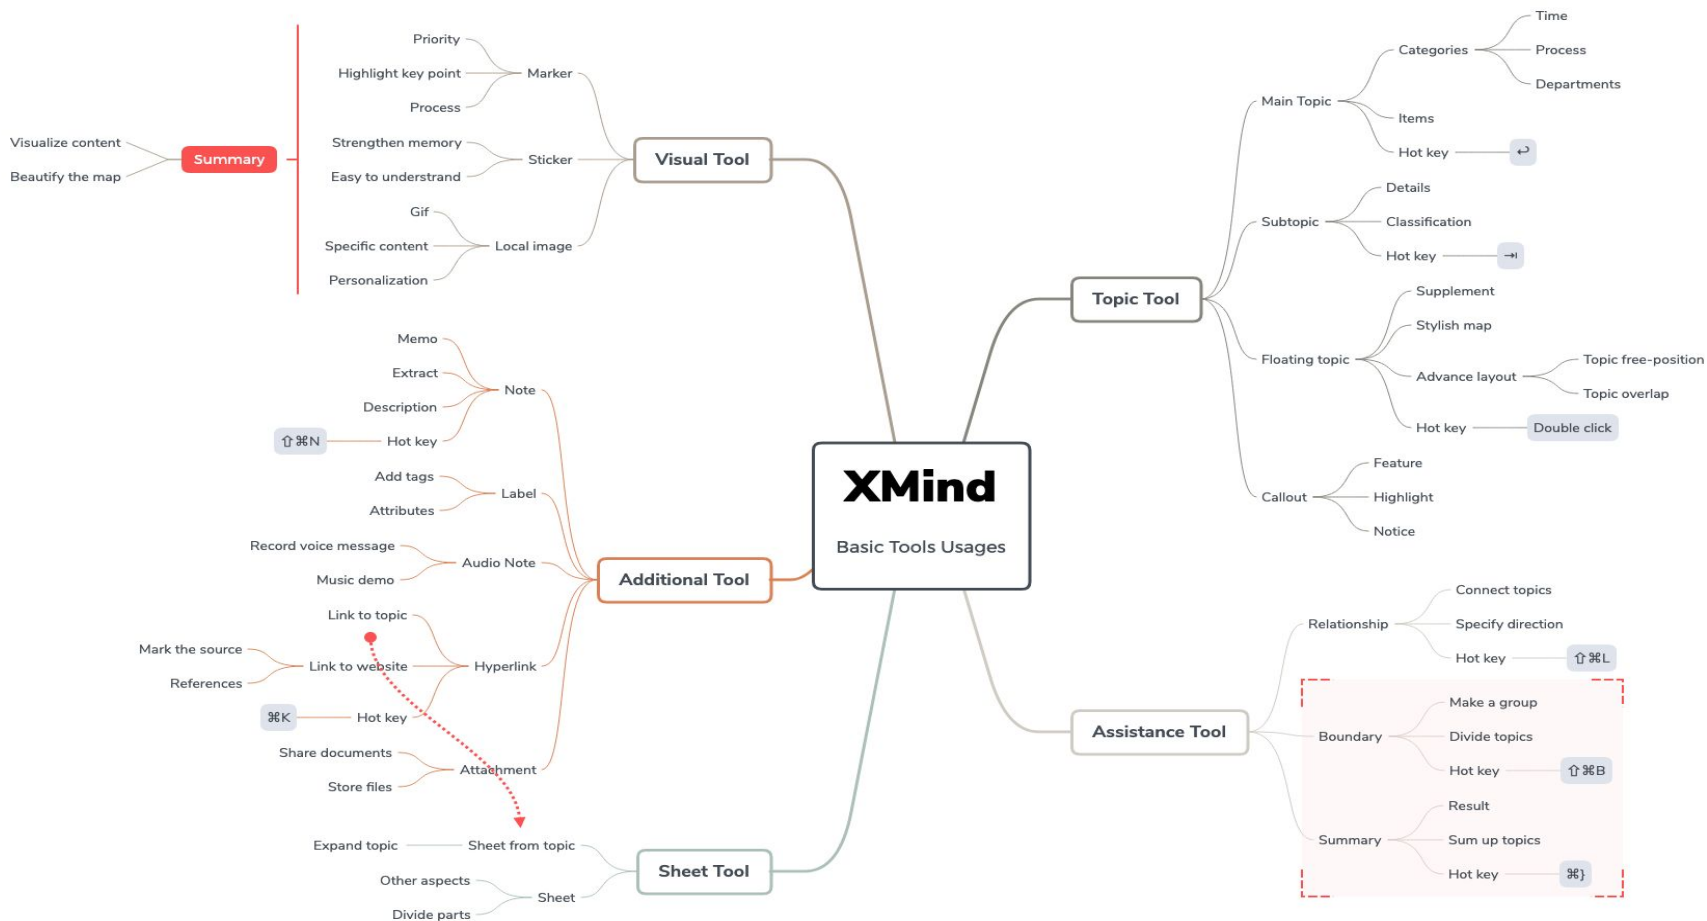 XMind
Basic Tools Usages
Topic Tool
Main Topic
Categories
Time
Process
Departments
Items
Hot key
↩
Subtopic
Details
Classification
Hot key
⇥
Floating topic
Supplement
Stylish map
Advance layout
Topic free-position
Topic overlap
Hot key
Double click
Callout
Feature
Highlight
Notice
Assistance Tool
Relationship
Connect topics
Specify direction
Hot key
⇧⌘L
Boundary
Make a group
Divide topics
Hot key
⇧⌘B
Summary
Result
Sum up topics
Hot key
⌘}
Visual Tool
Marker
Priority
Highlight key point
Process
Sticker
Strengthen memory
Easy to understrand
Local image
Gif
Specific content
Personalization
Summary
Visualize content
Beautify the map
Additional Tool
Note
Memo
Extract
Description
Hot key
⇧⌘N
Label
Add tags
Attributes
Audio Note
Record voice message
Music demo
Hyperlink
Link to topic
Link to website
Mark the source
References
Hot key
⌘K
Attachment
Share documents
Store files
Sheet Tool
Sheet from topic
Expand topic
Sheet
Other aspects
Divide parts